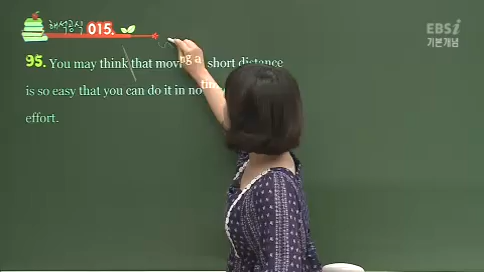 해석공식 015.
EBSi
기본개념
95. You may think that moving a short distance
is so easy that you can do it in no
effort.